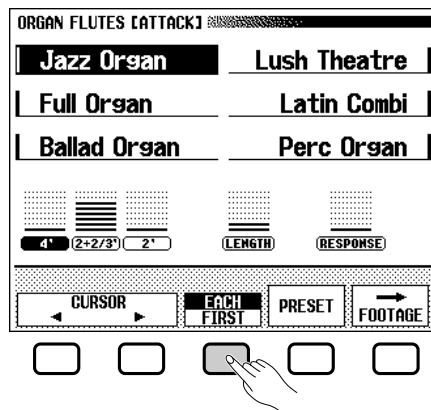 ORGAN FLUTES [ATTACK]
Jazz Organ Lush Theatre
Full Organ Latin Combi
Ballad Organ Perc Organ
4' 2+2/3' 2' LENGTH RESPONSE
CURSOR EACH FIRST PRESET FOOTAGE